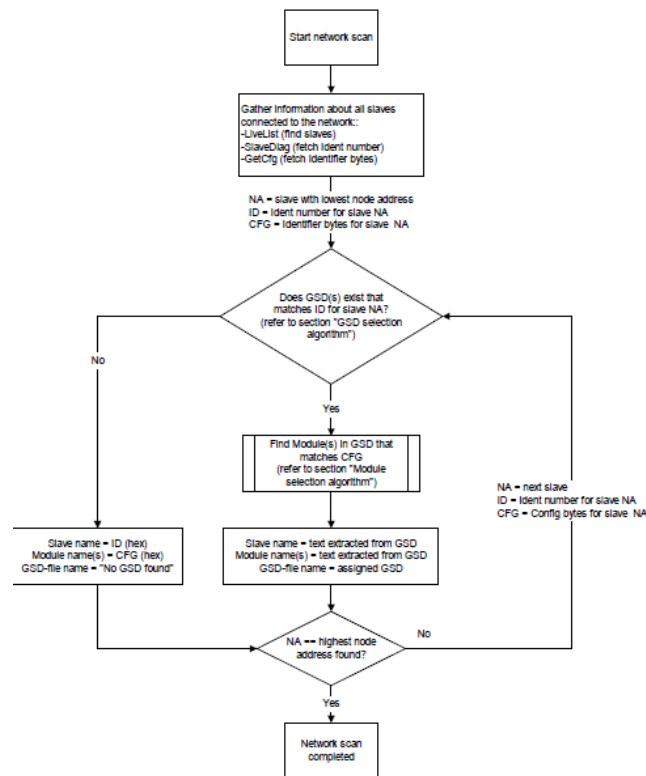 Start network scan
Gather information about all slaves
connected to the network::
-LiveList (find slaves)
-SlaveDiag (fetch Ident number)
-GetCfg (fetch Identifier bytes)
NA = slave with lowest node address
ID = Ident number for slave NA
CFG = Identifier bytes for slave NA
Does GSD(s) exist that
matches ID for slave NA?
(refer to section "GSD selection
algorithm")
No
Yes
Find Module(s) in GSD that
matches CFG
(refer to section "Module
selection algorithm")
NA = next slave
ID = Ident number for slave NA
CFG = Config bytes for slave NA
Slave name = ID (hex)
Module name(s) = CFG (hex)
GSD-file name = "No GSD found"
Slave name = text extracted from GSD
Module name(s) = text extracted from GSD
GSD-file name = assigned GSD
NA == highest node
address found?
No
Yes
Network scan
completed